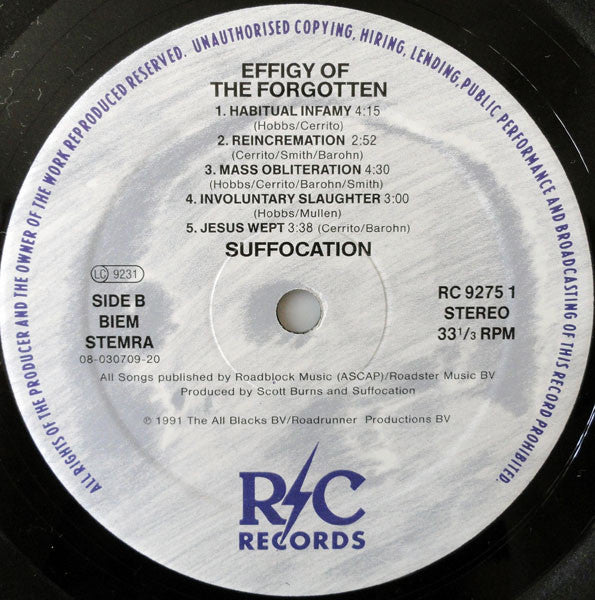 ALL RIGHTS OF THE PRODUCER AND THE OWNER OF THE WORK REPRODUCED RESERVED. UNAUTHORISED COPYING, HIRING, LENDING, PUBLIC PERFORMANCE AND BROADCASTING OF THIS RECORD PROHIBITED.
EFFIGY OF
THE FORGOTTEN
1. HABITUAL INFAMY 4:15
(Hobbs/Cerrito)
2. REINCREMATION 2:52
(Cerrito/Smith/Barohn)
3. MASS OBLITERATION 4:30
(Hobbs/Cerrito/Barohn/Smith)
4. INVOLUNTARY SLAUGHTER 3:00
(Hobbs/Mullen)
5. JESUS WEPT 3:38 (Cerrito/Barohn)
SUFFOCATION
LC 9231
SIDE B
BIEM
STEMRA
08-030709-20
RC 9275 1
STEREO
33 1/3 RPM
All Songs published by Roadblock Music (ASCAP)/Roadster Music BV
Produced by Scott Burns and Suffocation
℗ 1991 The All Blacks BV/Roadrunner Productions BV
R/C
RECORDS